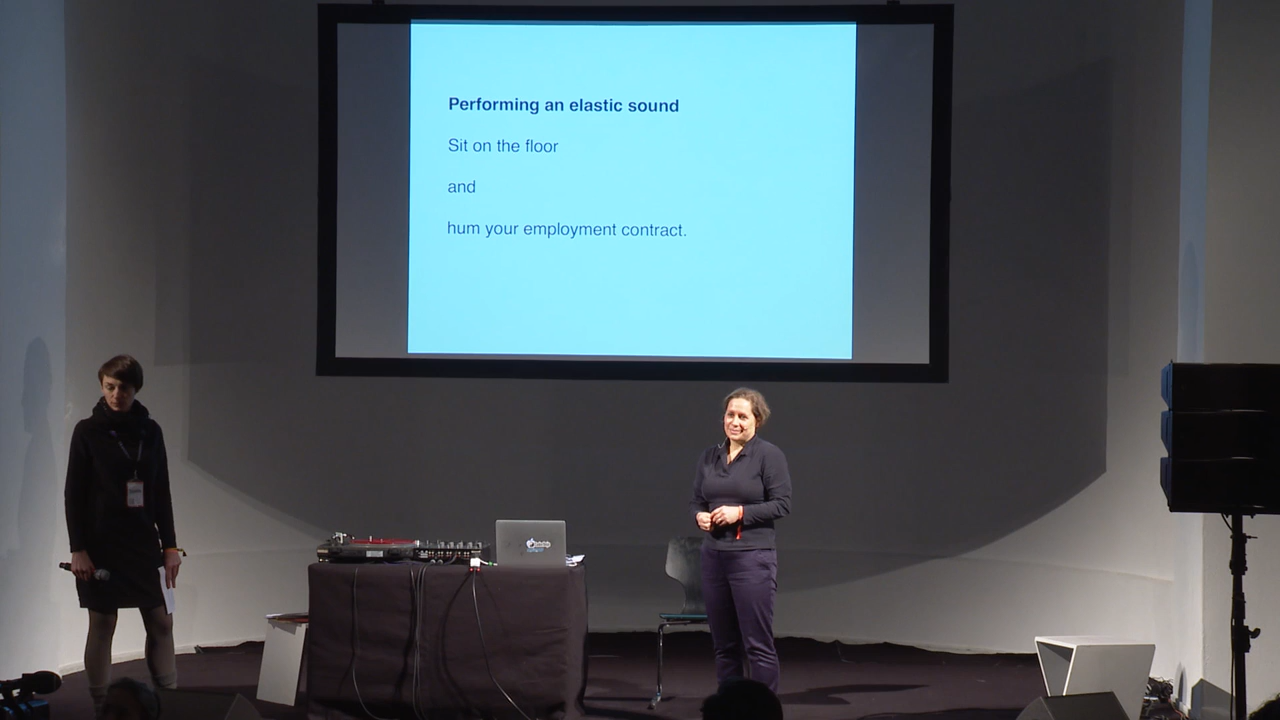 Performing an elastic sound
Sit on the floor
and
hum your employment contract.